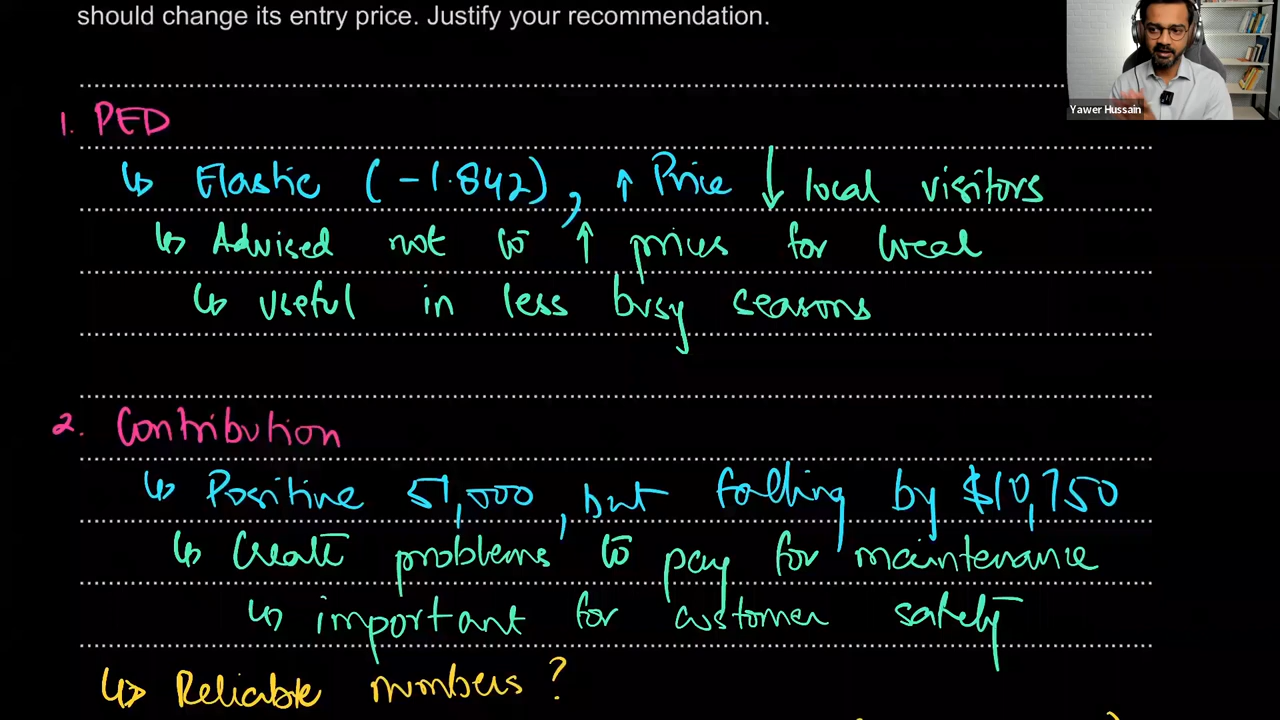 should change its entry price. Justify your recommendation.
Yawer Hussain
1. PED
↳ Elastic (-1.842), ↑ Price ↓ local visitors
↳ Advised not to ↑ prices for local
↳ useful in less busy seasons
2. Contribution
↳ Positive 51,000, but falling by $10,750
↳ Create problems to pay for maintenance
↳ important for customer safety
↳ Reliable numbers?